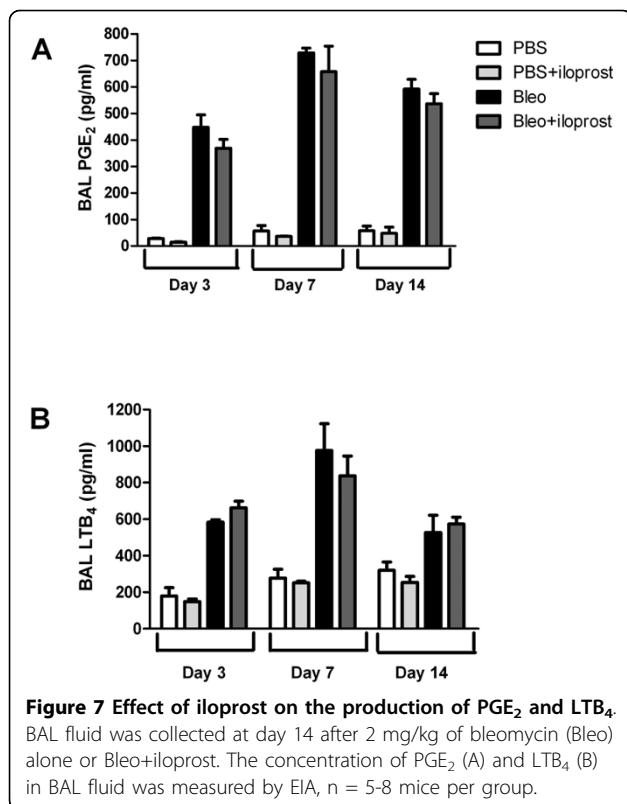 A
BAL PGE₂ (pg/ml)
800
700
600
500
400
300
200
100
0
Day 3 Day 7 Day 14
PBS
PBS+iloprost
Bleo
Bleo+iloprost
B
BAL LTB₄ (pg/ml)
1200
1000
800
600
400
200
0
Day 3 Day 7 Day 14
Figure 7 Effect of iloprost on the production of PGE₂ and LTB₄.
BAL fluid was collected at day 14 after 2 mg/kg of bleomycin (Bleo)
alone or Bleo+iloprost. The concentration of PGE₂ (A) and LTB₄ (B)
in BAL fluid was measured by EIA, n = 5-8 mice per group.